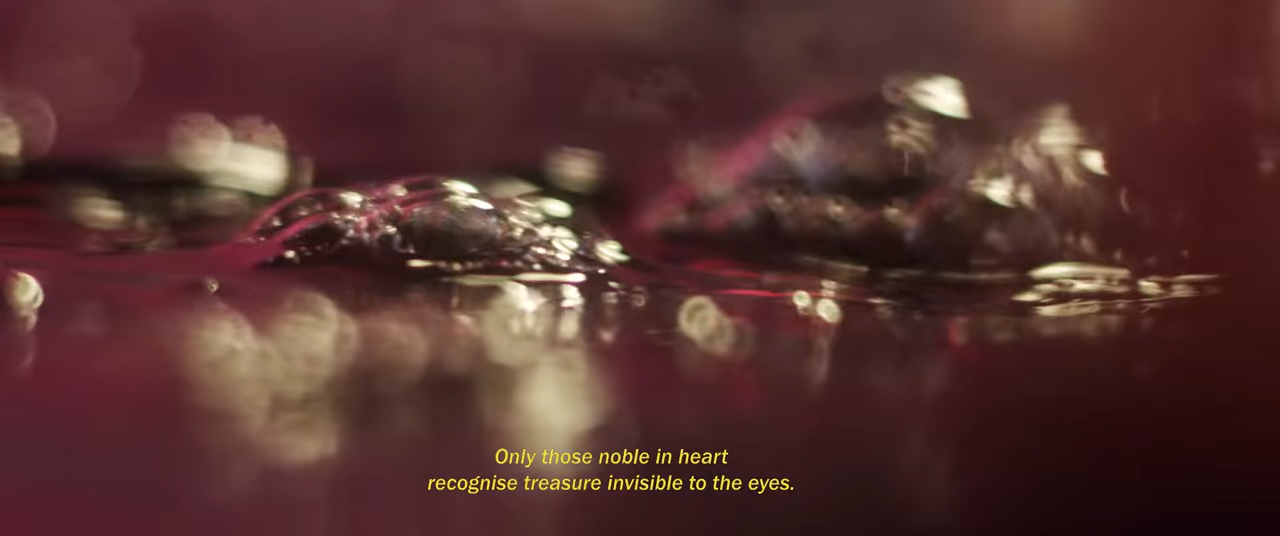 Only those noble in heart
recognise treasure invisible to the eyes.